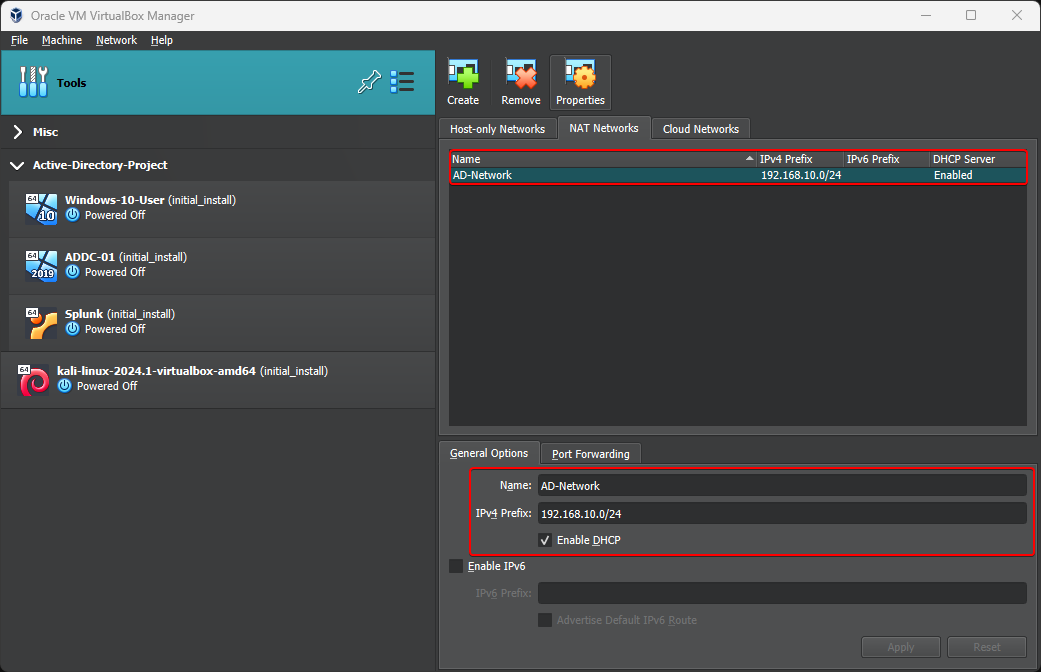 Oracle VM VirtualBox Manager
File Machine Network Help
Tools
Misc
Active-Directory-Project
64 10 Windows-10-User (initial_install)
Powered Off
64 2019 ADDC-01 (initial_install)
Powered Off
64 Splunk (initial_install)
Powered Off
64 kali-linux-2024.1-virtualbox-amd64 (initial_install)
Powered Off
Create Remove Properties
Host-only Networks NAT Networks Cloud Networks
Name IPv4 Prefix IPv6 Prefix DHCP Server
AD-Network 192.168.10.0/24 Enabled
General Options Port Forwarding
Name: AD-Network
IPv4 Prefix: 192.168.10.0/24
Enable DHCP
Enable IPv6
IPv6 Prefix:
Advertise Default IPv6 Route
Apply Reset